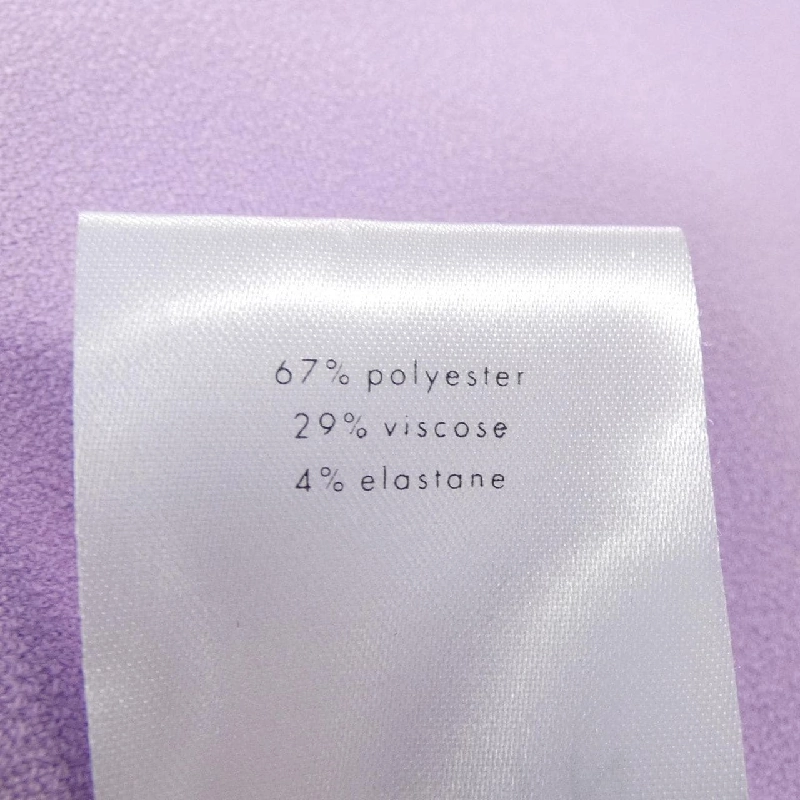 67% polyester
29% viscose
4% elastane